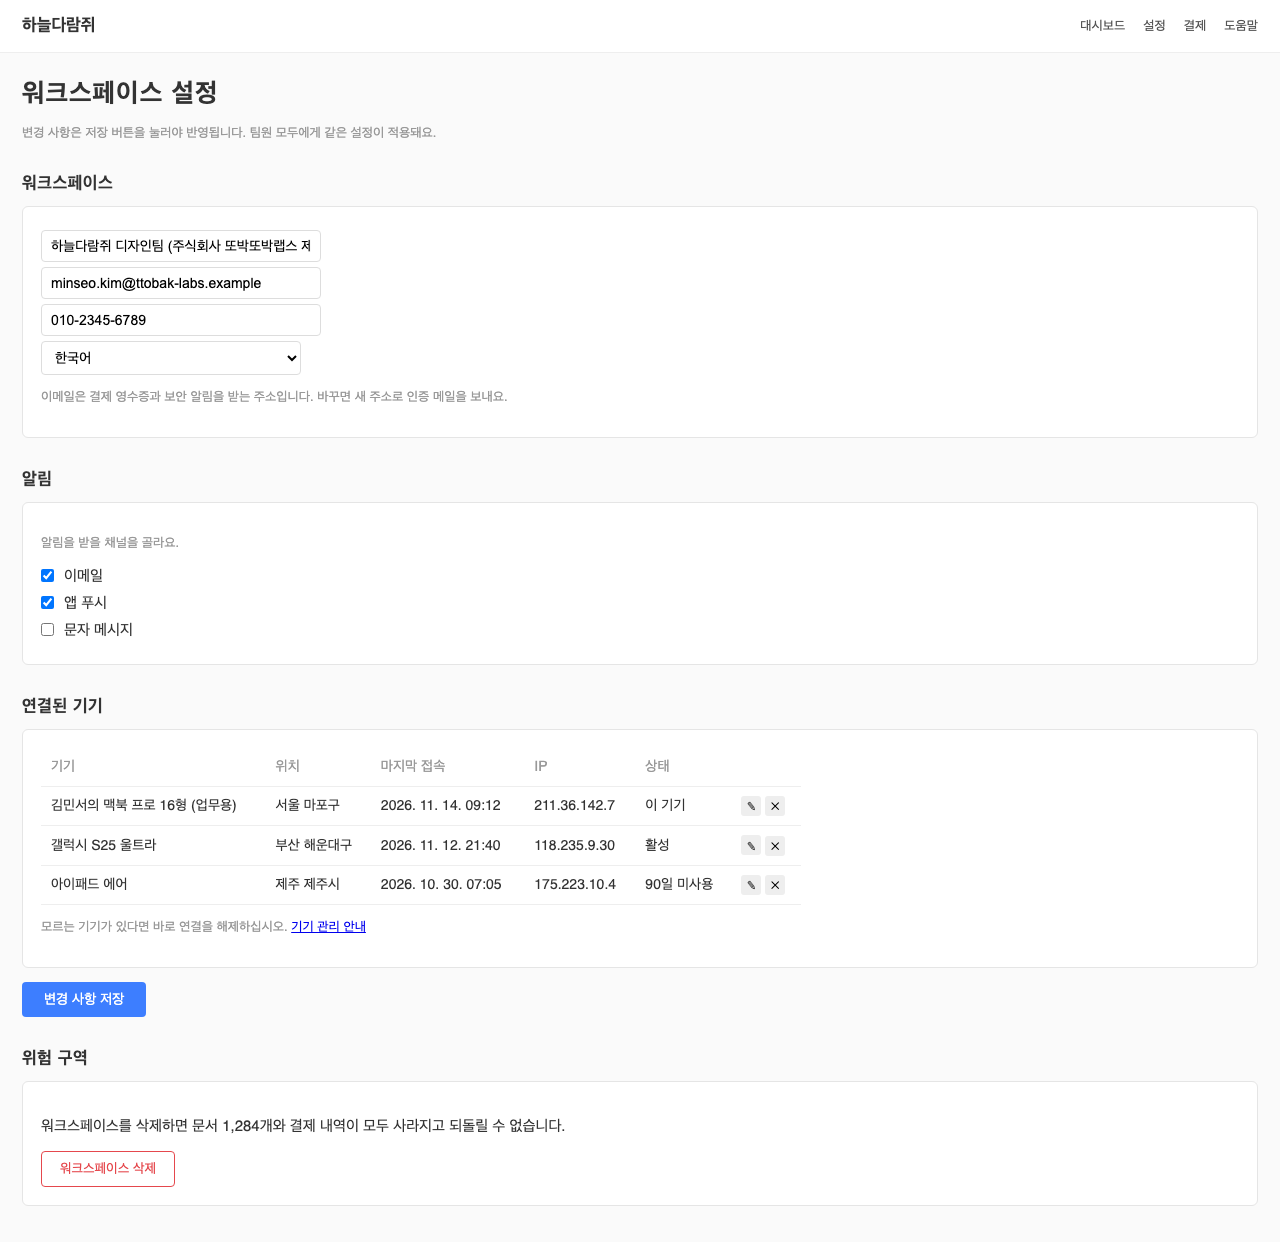 하늘다람쥐
대시보드 설정 결제 도움말
워크스페이스 설정
변경 사항은 저장 버튼을 눌러야 반영됩니다. 팀원 모두에게 같은 설정이 적용돼요.
워크스페이스
하늘다람쥐 디자인팀 (주식회사 또박또박랩스 제
minseo.kim@ttobak-labs.example
010-2345-6789
한국어
이메일은 결제 영수증과 보안 알림을 받는 주소입니다. 바꾸면 새 주소로 인증 메일을 보내요.
알림
알림을 받을 채널을 골라요.
이메일
앱 푸시
문자 메시지
연결된 기기
기기 위치 마지막 접속 IP 상태
김민서의 맥북 프로 16형 (업무용) 서울 마포구 2026. 11. 14. 09:12 211.36.142.7 이 기기 ✎ ✕
갤럭시 S25 울트라 부산 해운대구 2026. 11. 12. 21:40 118.235.9.30 활성 ✎ ✕
아이패드 에어 제주 제주시 2026. 10. 30. 07:05 175.223.10.4 90일 미사용 ✎ ✕
모르는 기기가 있다면 바로 연결을 해제하십시오. 기기 관리 안내
변경 사항 저장
위험 구역
워크스페이스를 삭제하면 문서 1,284개와 결제 내역이 모두 사라지고 되돌릴 수 없습니다.
워크스페이스 삭제